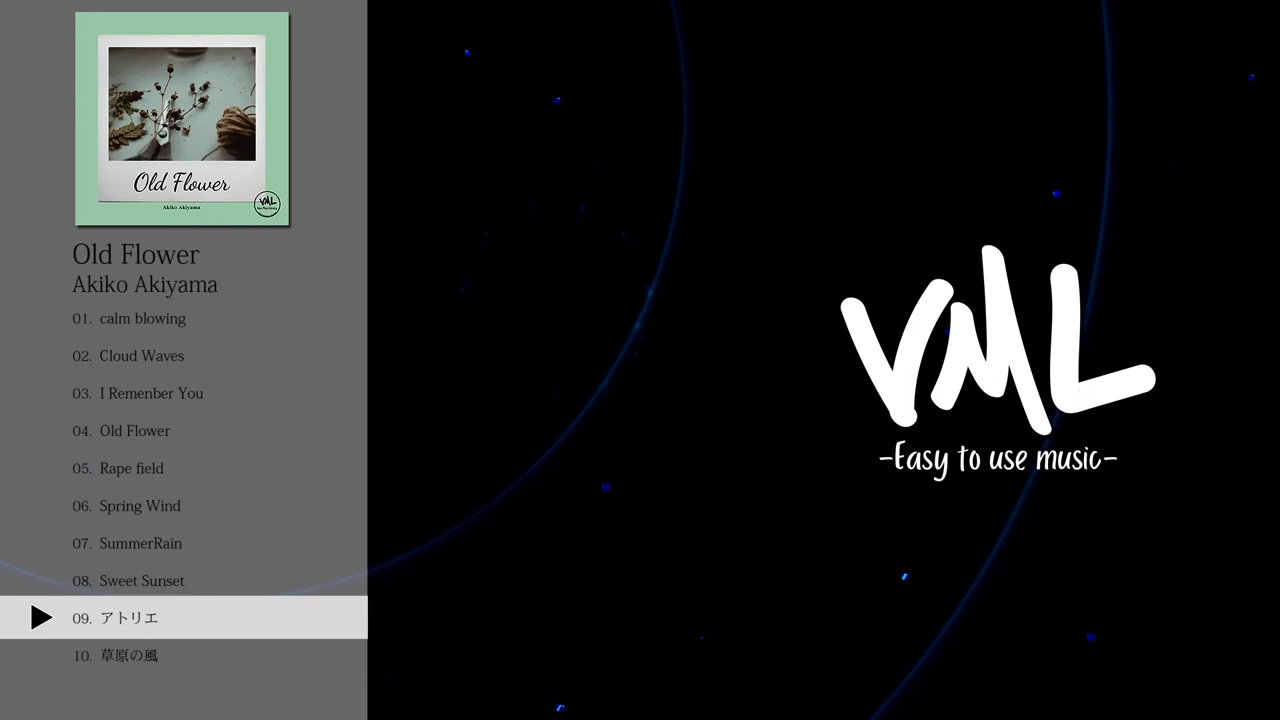 Old Flower
Akiko Akiyama
VML
Old Flower
Akiko Akiyama
01. calm blowing
02. Cloud Waves
03. I Remenber You
04. Old Flower
05. Rape field
06. Spring Wind
07. SummerRain
08. Sweet Sunset
09. アトリエ
10. 草原の風
VML
-Easy to use music-